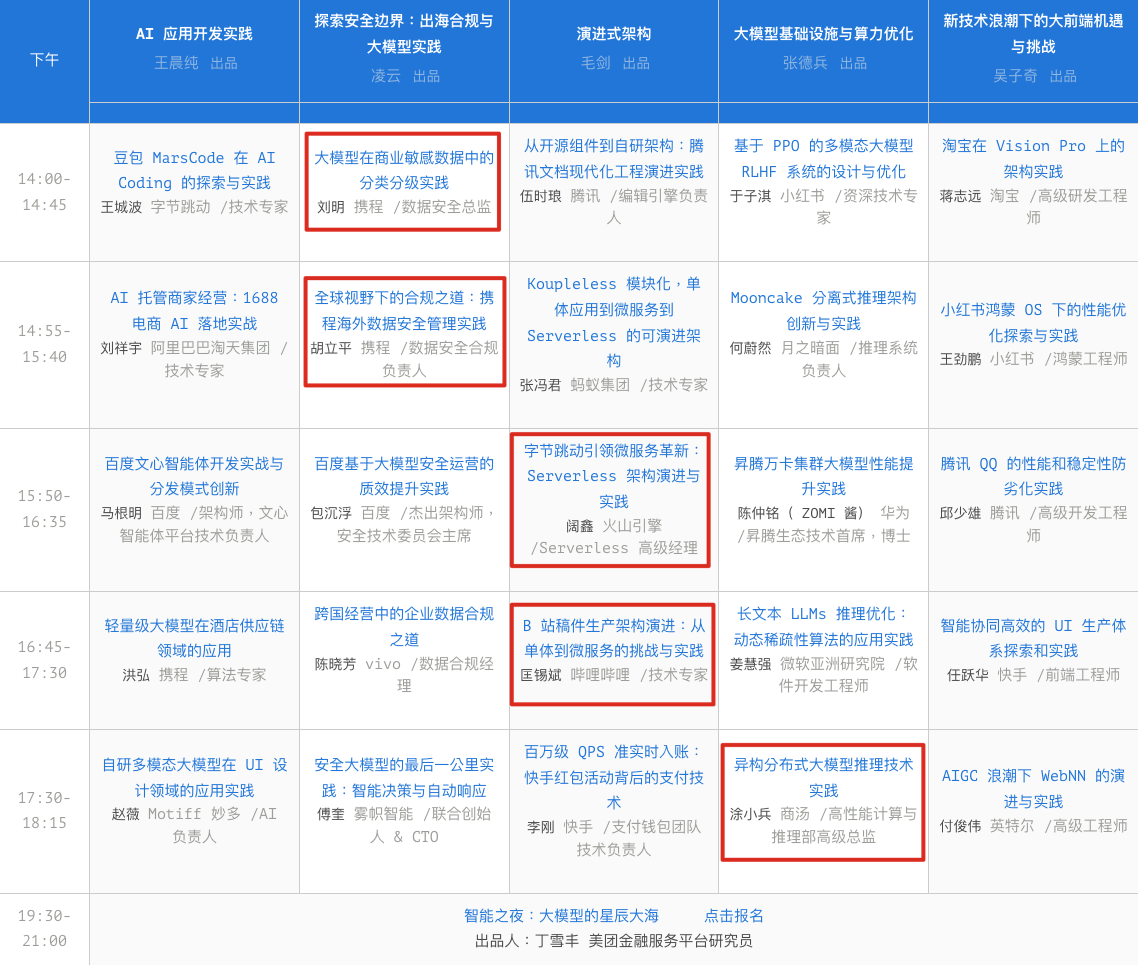 下午
AI 应用开发实践
王晨纯 出品
探索安全边界：出海合规与
大模型实践
凌云 出品
演进式架构
毛剑 出品
大模型基础设施与算力优化
张德兵 出品
新技术浪潮下的大前端机遇
与挑战
吴子奇 出品
14:00-
14:45
豆包 MarsCode 在 AI
Coding 的探索与实践
王城波 字节跳动 /技术专家
大模型在商业敏感数据中的
分类分级实践
刘明 携程 /数据安全总监
从开源组件到自研架构：腾
讯文档现代化工程演进实践
伍时琅 腾讯 /编辑引擎负责
人
基于 PPO 的多模态大模型
RLHF 系统的设计与优化
于子淇 小红书 /资深技术专
家
淘宝在 Vision Pro 上的
架构实践
蒋志远 淘宝 /高级研发工程
师
14:55-
15:40
AI 托管商家经营：1688
电商 AI 落地实战
刘祥宇 阿里巴巴淘天集团 /
技术专家
全球视野下的合规之道：携
程海外数据安全管理实践
胡立平 携程 /数据安全合规
负责人
Koupleless 模块化，单
体应用到微服务到
Serverless 的可演进架
构
张冯君 蚂蚁集团 /技术专家
Mooncake 分离式推理架构
创新与实践
何蔚然 月之暗面 /推理系统
负责人
小红书鸿蒙 OS 下的性能优
化探索与实践
王劲鹏 小红书 /鸿蒙工程师
15:50-
16:35
百度文心智能体开发实战与
分发模式创新
马根明 百度 /架构师，文心
智能体平台技术负责人
百度基于大模型安全运营的
质效提升实践
包沉浮 百度 /杰出架构师，
安全技术委员会主席
字节跳动引领微服务革新：
Serverless 架构演进与
实践
阔鑫 火山引擎
/Serverless 高级经理
昇腾万卡集群大模型性能提
升实践
陈仲铭（ ZOMI 酱） 华为
/昇腾生态技术首席，博士
腾讯 QQ 的性能和稳定性防
劣化实践
邱少雄 腾讯 /高级开发工程
师
16:45-
17:30
轻量级大模型在酒店供应链
领域的应用
洪弘 携程 /算法专家
跨国经营中的企业数据合规
之道
陈晓芳 vivo /数据合规经
理
B 站稿件生产架构演进：从
单体到微服务的挑战与实践
匡锡斌 哔哩哔哩 /技术专家
长文本 LLMs 推理优化：
动态稀疏性算法的应用实践
姜慧强 微软亚洲研究院 /软
件开发工程师
智能协同高效的 UI 生产体
系探索和实践
任跃华 快手 /前端工程师
17:30-
18:15
自研多模态大模型在 UI 设
计领域的应用实践
赵薇 Motiff 妙多 /AI
负责人
安全大模型的最后一公里实
践：智能决策与自动响应
傅奎 雾帜智能 /联合创始
人 & CTO
百万级 QPS 准实时入账：
快手红包活动背后的支付技
术
李刚 快手 /支付钱包团队
技术负责人
异构分布式大模型推理技术
实践
涂小兵 商汤 /高性能计算与
推理部高级总监
AIGC 浪潮下 WebNN 的演
进与实践
付俊伟 英特尔 /高级工程师
19:30-
21:00
智能之夜：大模型的星辰大海 点击报名
出品人：丁雪丰 美团金融服务平台研究员